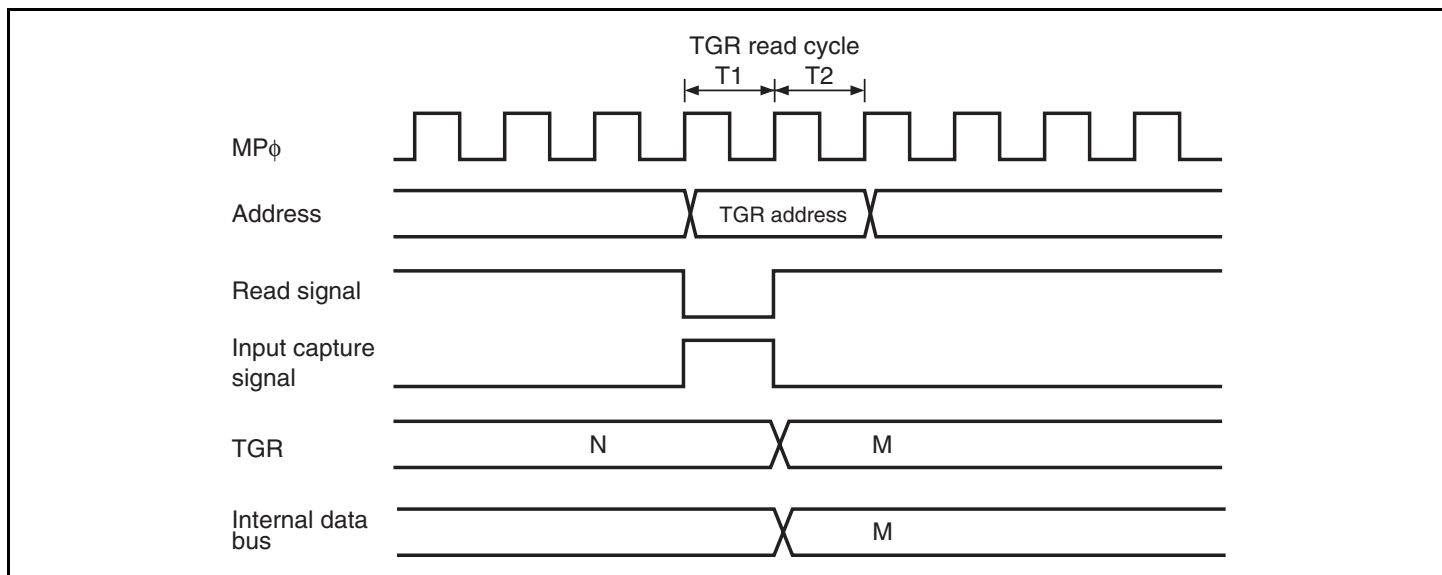 TGR read cycle
T1 T2
MPϕ
Address
TGR address
Read signal
Input capture
signal
TGR
N M
Internal data
bus
M